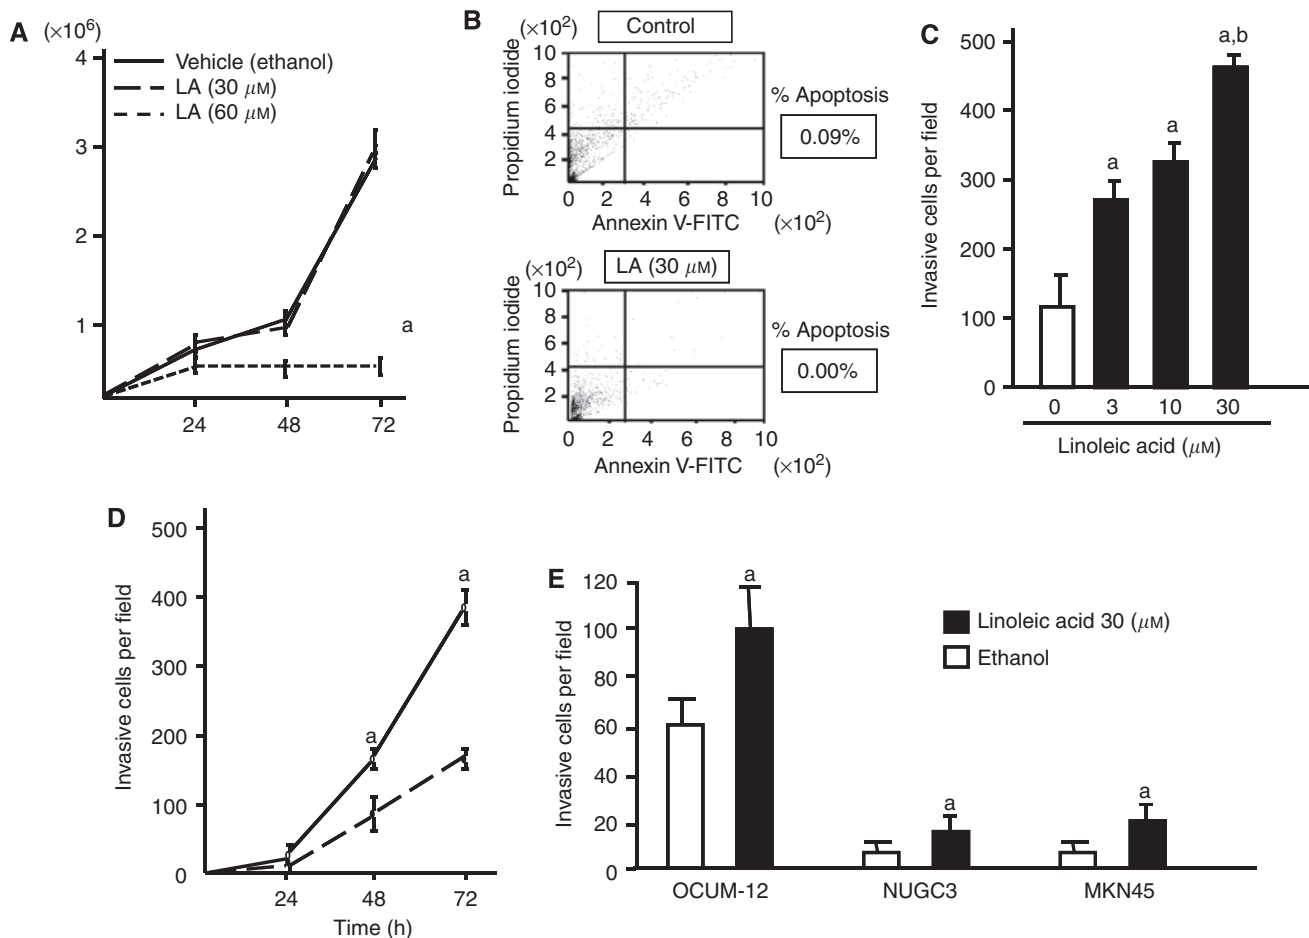 A (×10⁶)
4
3
2
1
Vehicle (ethanol)
LA (30 μM)
LA (60 μM)
a
24 48 72
B (×10²) Control
Propidium iodide
10
8
6
4
2
0 2 4 6 8 10
Annexin V-FITC (×10²)
% Apoptosis
0.09%
(×10²) LA (30 μM)
Propidium iodide
10
8
6
4
2
0 2 4 6 8 10
Annexin V-FITC (×10²)
% Apoptosis
0.00%
C
Invasive cells per field
500
400
300
200
100
0
a
a
a,b
0 3 10 30
Linoleic acid (μM)
D
Invasive cells per field
500
400
300
200
100
0
a
a
24 48 72
Time (h)
E
Invasive cells per field
120
100
80
60
40
20
0
a
a
a
Linoleic acid 30 (μM)
Ethanol
OCUM-12 NUGC3 MKN45